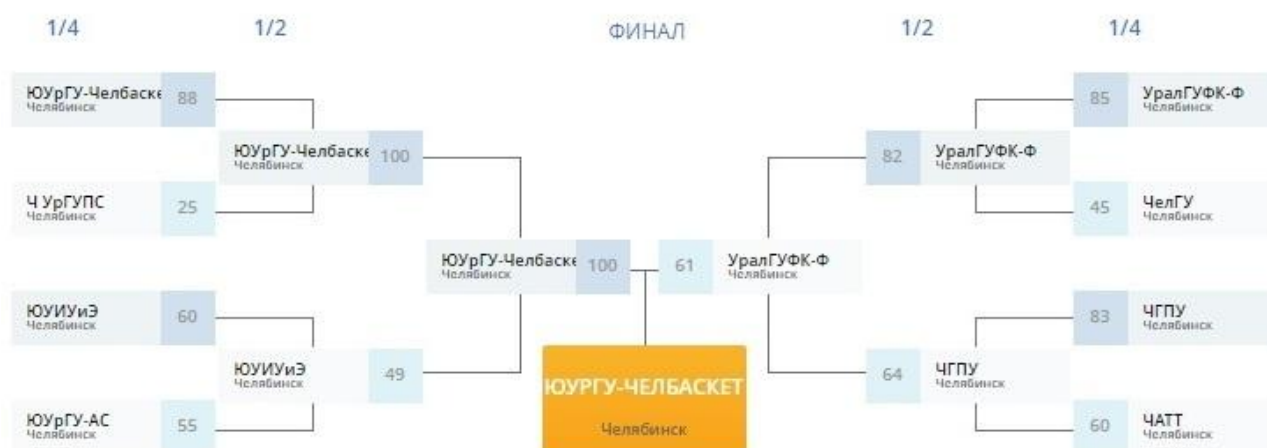 1/4
1/2
ФИНАЛ
1/2
1/4
ЮУрГУ-Челбаске
Челябинск
88
Ч УрГУПС
Челябинск
25
ЮУИУиЭ
Челябинск
60
ЮУрГУ-АС
Челябинск
55
ЮУрГУ-Челбаске
Челябинск
100
ЮУИУиЭ
Челябинск
49
ЮУрГУ-Челбаске
Челябинск
100
61
УралГУФК-Ф
Челябинск
ЮУРГУ-ЧЕЛБАСКЕТ
Челябинск
82
УралГУФК-Ф
Челябинск
64
ЧГПУ
Челябинск
85
УралГУФК-Ф
Челябинск
45
ЧелГУ
Челябинск
83
ЧГПУ
Челябинск
60
ЧАТТ
Челябинск